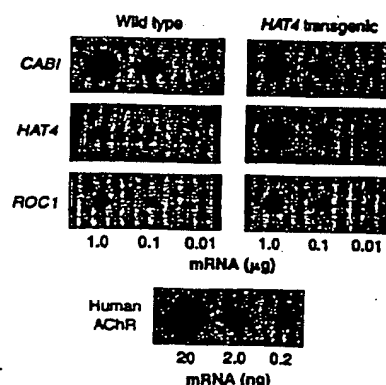 Wild type HAT4 transgenic
CABI
HAT4
ROC1
1.0 0.1 0.01 1.0 0.1 0.01
mRNA (µg)
Human
AChR
20 2.0 0.2
mRNA (ng)